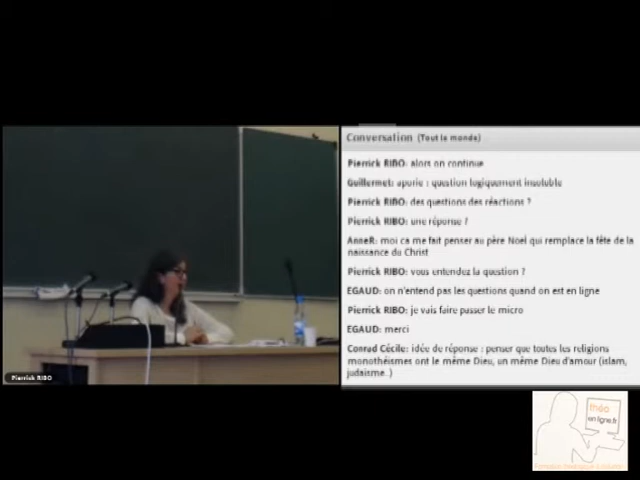 Conversation (Tout le monde)
Pierrick RIBO: alors on continue
Guillermet: aporie : question logiquement insoluble
Pierrick RIBO: des questions des réactions ?
Pierrick RIBO: une réponse ?
AnneR: moi ca me fait penser au père Noel qui remplace la fête de la
naissance du Christ
Pierrick RIBO: vous entendez la question ?
EGAUD: on n'entend pas les questions quand on est en ligne
Pierrick RIBO: je vais faire passer le micro
EGAUD: merci
Conrad Cécile: idée de réponse : penser que toutes les religions
monothéismes ont le même Dieu, un même Dieu d'amour (islam,
judaisme..)
Pierrick RIBO
théo
en ligne.fr